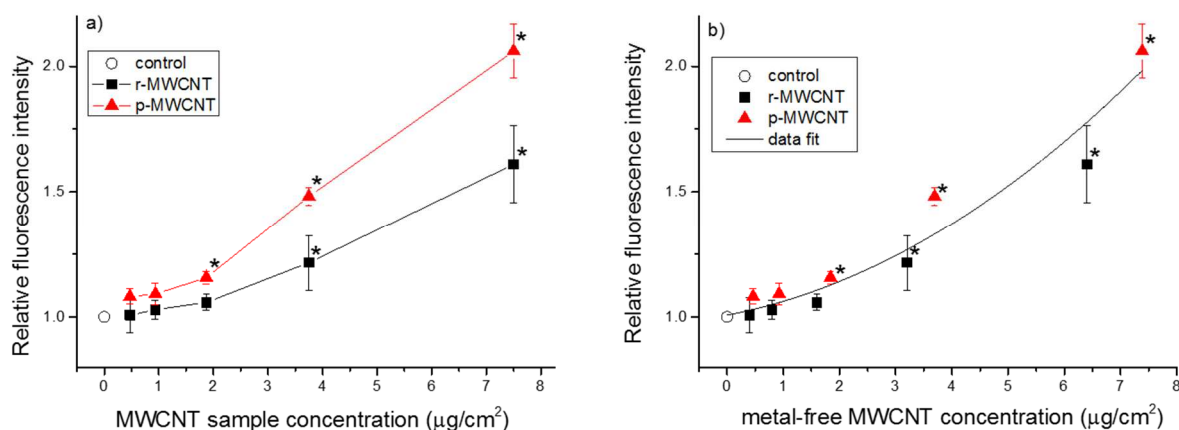 a)
control
r-MWCNT
p-MWCNT
Relative fluorescence intensity
2.0
1.5
1.0
* * * * *
0 1 2 3 4 5 6 7 8
MWCNT sample concentration (μg/cm²)
b)
control
r-MWCNT
p-MWCNT
data fit
Relative fluorescence intensity
2.0
1.5
1.0
* * * * *
0 1 2 3 4 5 6 7 8
metal-free MWCNT concentration (μg/cm²)